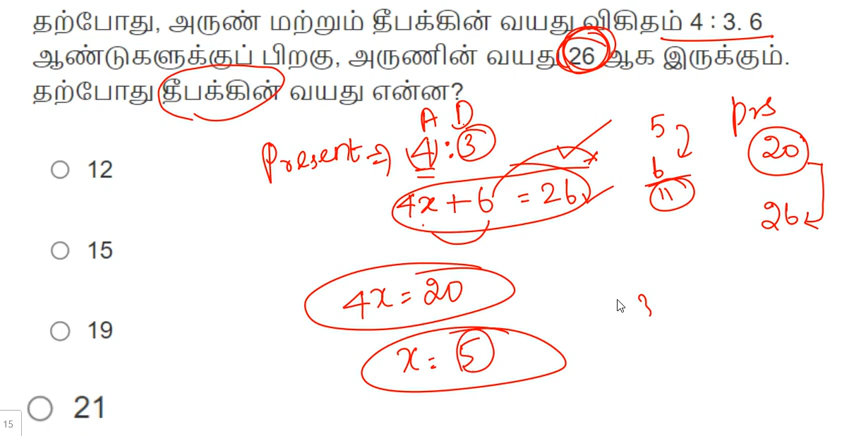 தற்போது, அருண் மற்றும் தீபக்கின் வயது விகிதம் 4 : 3. 6
ஆண்டுகளுக்குப் பிறகு, அருணின் வயது 26 ஆக இருக்கும்.
தற்போது தீபக்கின் வயது என்ன?
A D
Present ⇒ 4 : 3
4x + 6 = 26
4x = 20
x = 5
5
6
11
prs
20
26
3
12
15
19
21
15